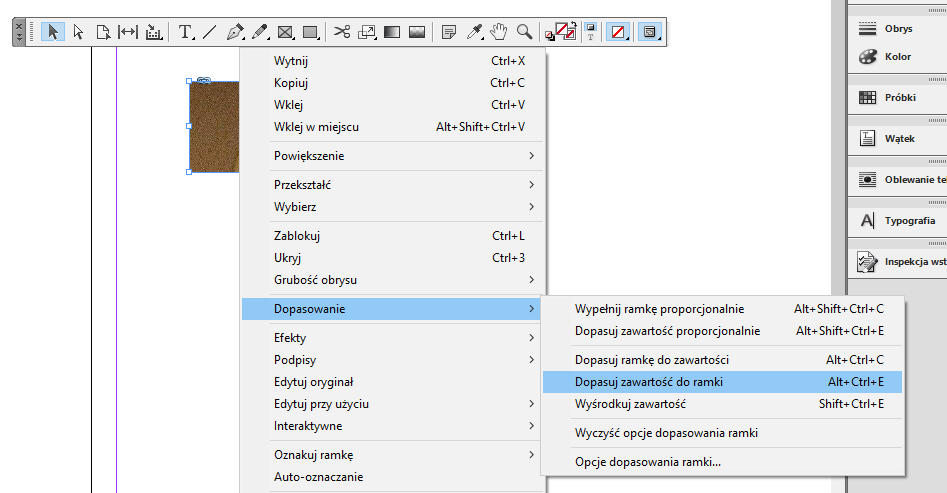 Wytnij Ctrl+X
Kopiuj Ctrl+C
Wklej Ctrl+V
Wklej w miejscu Alt+Shift+Ctrl+V
Powiększenie
Przekształć
Wybierz
Zablokuj Ctrl+L
Ukryj Ctrl+3
Grubość obrysu
Dopasowanie
Efekty
Podpisy
Edytuj oryginał
Edytuj przy użyciu
Interaktywne
Oznakuj ramkę
Auto-oznaczanie
Wypełnij ramkę proporcjonalnie Alt+Shift+Ctrl+C
Dopasuj zawartość proporcjonalnie Alt+Shift+Ctrl+E
Dopasuj ramkę do zawartości Alt+Ctrl+C
Dopasuj zawartość do ramki Alt+Ctrl+E
Wyśrodkuj zawartość Shift+Ctrl+E
Wyczyść opcje dopasowania ramki
Opcje dopasowania ramki...
Obrys
Kolor
Próbki
Wątek
Oblewanie te
Typografia
Inspekcja wst